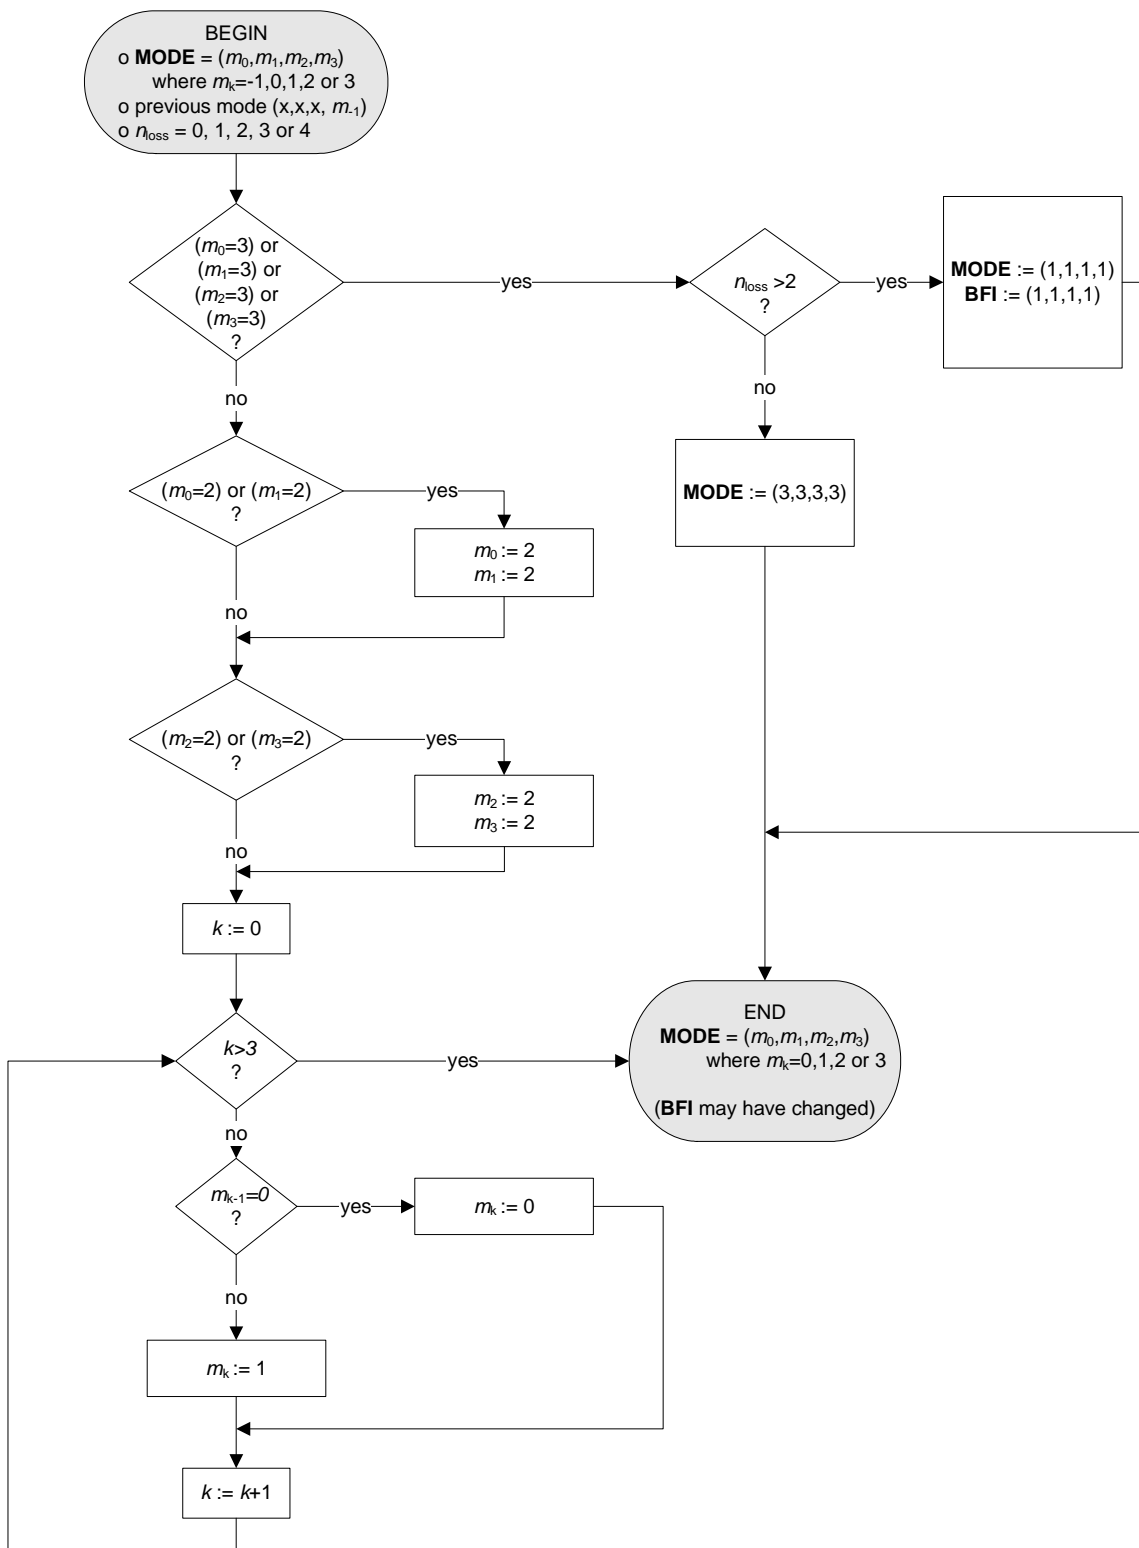 BEGIN
o MODE = (m0,m1,m2,m3)
where mk=-1,0,1,2 or 3
o previous mode (x,x,x, m-1)
o nloss = 0, 1, 2, 3 or 4
(m0=3) or
(m1=3) or
(m2=3) or
(m3=3)
?
yes
nloss >2
?
yes
MODE := (1,1,1,1)
BFI := (1,1,1,1)
no
no
MODE := (3,3,3,3)
(m0=2) or (m1=2)
?
yes
m0 := 2
m1 := 2
no
(m2=2) or (m3=2)
?
yes
m2 := 2
m3 := 2
no
k := 0
k>3
?
yes
END
MODE = (m0,m1,m2,m3)
where mk=0,1,2 or 3
(BFI may have changed)
no
mk-1=0
?
yes
mk := 0
no
mk := 1
k := k+1